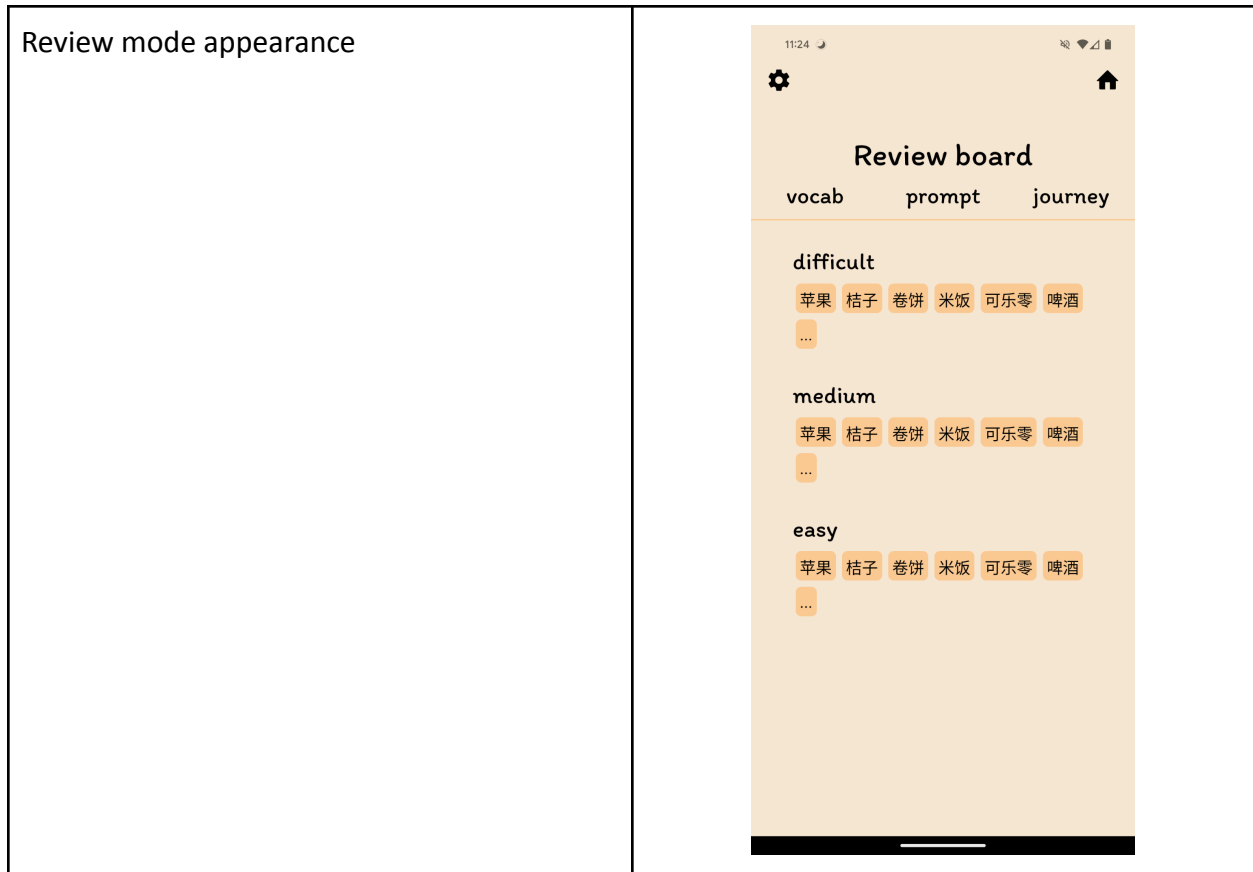 Review mode appearance
11:24
Review board
vocab prompt journey
difficult
苹果 桔子 卷饼 米饭 可乐零 啤酒
...
medium
苹果 桔子 卷饼 米饭 可乐零 啤酒
...
easy
苹果 桔子 卷饼 米饭 可乐零 啤酒
...